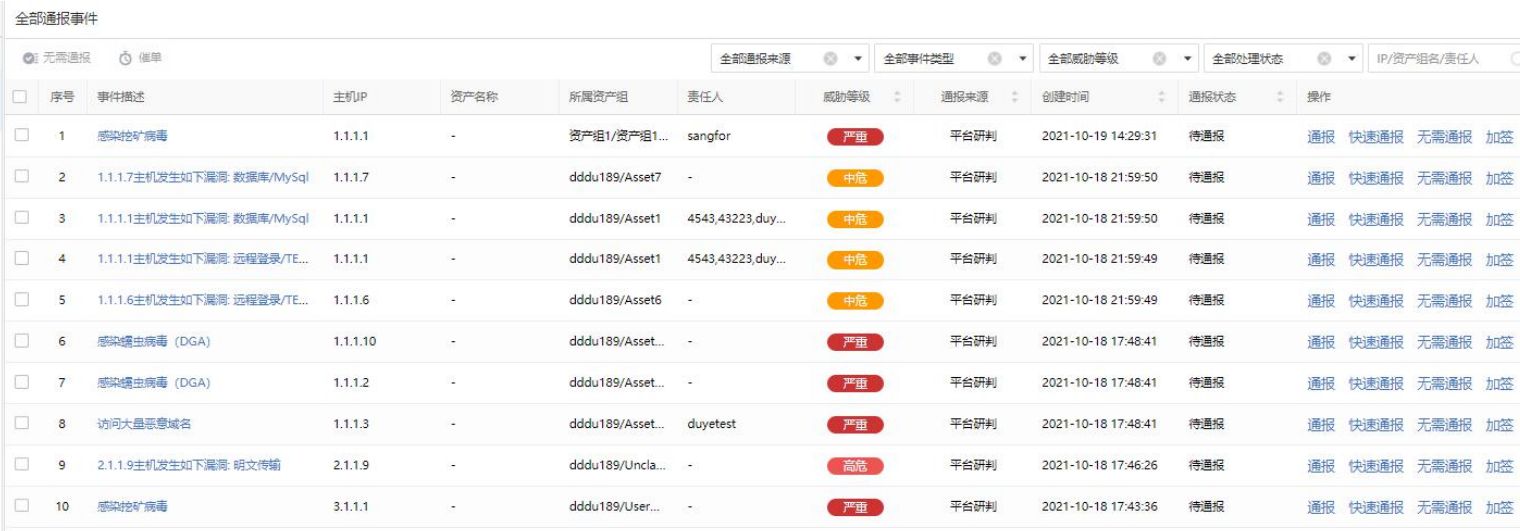 全部通报事件
无需通报 催单 全部通报来源 全部事件类型 全部威胁等级 全部处理状态 IP/资产组名/责任人
序号 事件描述 主机IP 资产名称 所属资产组 责任人 威胁等级 通报来源 创建时间 通报状态 操作
1 感染挖矿病毒 1.1.1.1 - 资产组1/资产组1... sangfor 严重 平台研判 2021-10-19 14:29:31 待通报 通报 快速通报 无需通报 加签
2 1.1.1.7主机发生如下漏洞: 数据库/MySql 1.1.1.7 - dddu189/Asset7 - 中危 平台研判 2021-10-18 21:59:50 待通报 通报 快速通报 无需通报 加签
3 1.1.1.1主机发生如下漏洞: 数据库/MySql 1.1.1.1 - dddu189/Asset1 4543,43223,duy... 中危 平台研判 2021-10-18 21:59:50 待通报 通报 快速通报 无需通报 加签
4 1.1.1.1主机发生如下漏洞: 远程登录/TE... 1.1.1.1 - dddu189/Asset1 4543,43223,duy... 中危 平台研判 2021-10-18 21:59:49 待通报 通报 快速通报 无需通报 加签
5 1.1.1.6主机发生如下漏洞: 远程登录/TE... 1.1.1.6 - dddu189/Asset6 - 中危 平台研判 2021-10-18 21:59:49 待通报 通报 快速通报 无需通报 加签
6 感染蠕虫病毒（DGA） 1.1.1.10 - dddu189/Asset... - 严重 平台研判 2021-10-18 17:48:41 待通报 通报 快速通报 无需通报 加签
7 感染蠕虫病毒（DGA） 1.1.1.2 - dddu189/Asset... - 严重 平台研判 2021-10-18 17:48:41 待通报 通报 快速通报 无需通报 加签
8 访问大量恶意域名 1.1.1.3 - dddu189/Asset... duyetest 严重 平台研判 2021-10-18 17:48:41 待通报 通报 快速通报 无需通报 加签
9 2.1.1.9主机发生如下漏洞: 明文传输 2.1.1.9 - dddu189/Uncla... - 高危 平台研判 2021-10-18 17:46:26 待通报 通报 快速通报 无需通报 加签
10 感染挖矿病毒 3.1.1.1 - dddu189/User... - 严重 平台研判 2021-10-18 17:43:36 待通报 通报 快速通报 无需通报 加签